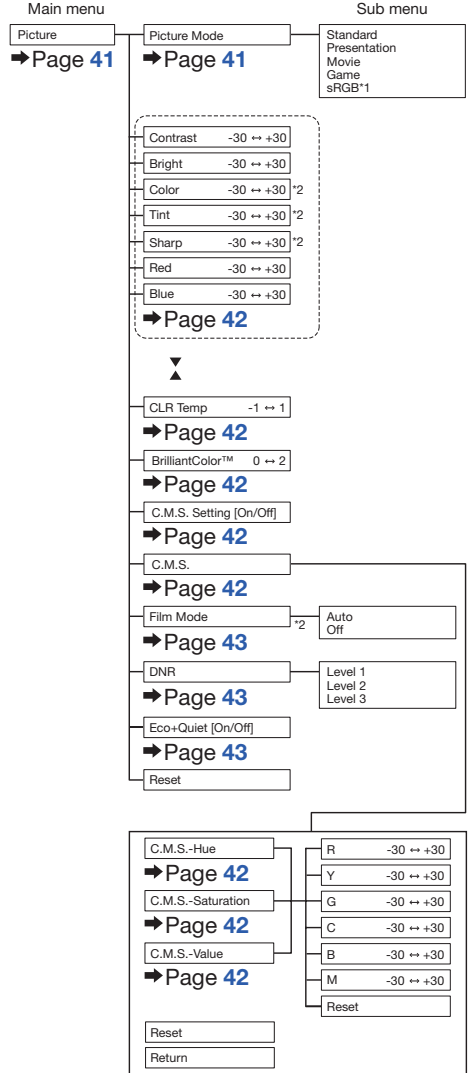 Main menu
Sub menu
Picture
➡Page 41
Picture Mode
➡Page 41
Standard
Presentation
Movie
Game
sRGB*1
Contrast -30 ↔ +30
Bright -30 ↔ +30
Color -30 ↔ +30 *2
Tint -30 ↔ +30 *2
Sharp -30 ↔ +30 *2
Red -30 ↔ +30
Blue -30 ↔ +30
➡Page 42
CLR Temp -1 ↔ 1
➡Page 42
BrilliantColor™ 0 ↔ 2
➡Page 42
C.M.S. Setting [On/Off]
➡Page 42
C.M.S.
➡Page 42
Film Mode
*2
Auto
Off
➡Page 43
DNR
Level 1
Level 2
Level 3
➡Page 43
Eco+Quiet [On/Off]
➡Page 43
Reset
C.M.S.-Hue
➡Page 42
C.M.S.-Saturation
➡Page 42
C.M.S.-Value
➡Page 42
R -30 ↔ +30
Y -30 ↔ +30
G -30 ↔ +30
C -30 ↔ +30
B -30 ↔ +30
M -30 ↔ +30
Reset
Reset
Return